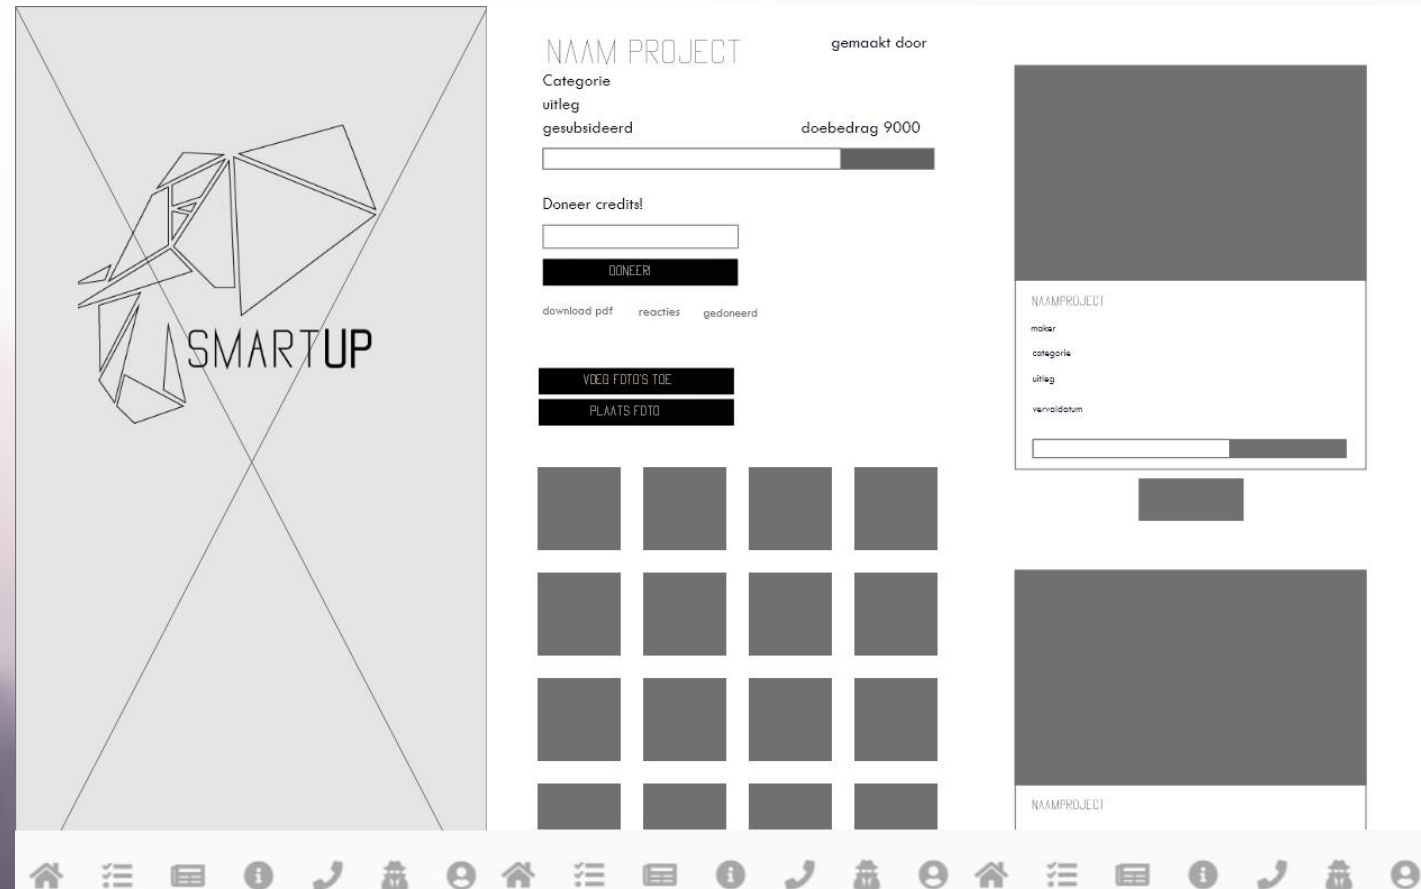 SMARTUP
NAAM PROJECT
gemaakt door
Categorie
uitleg
gesubsideerd
doebedrag 9000
Doneer credits!
DONEER!
download pdf
reacties
gedoneerd
VOEG FOTO'S TOE
PLAATS FOTO
NAAMPROJECT
maker
categorie
uitleg
vervaldatum
NAAMPROJECT